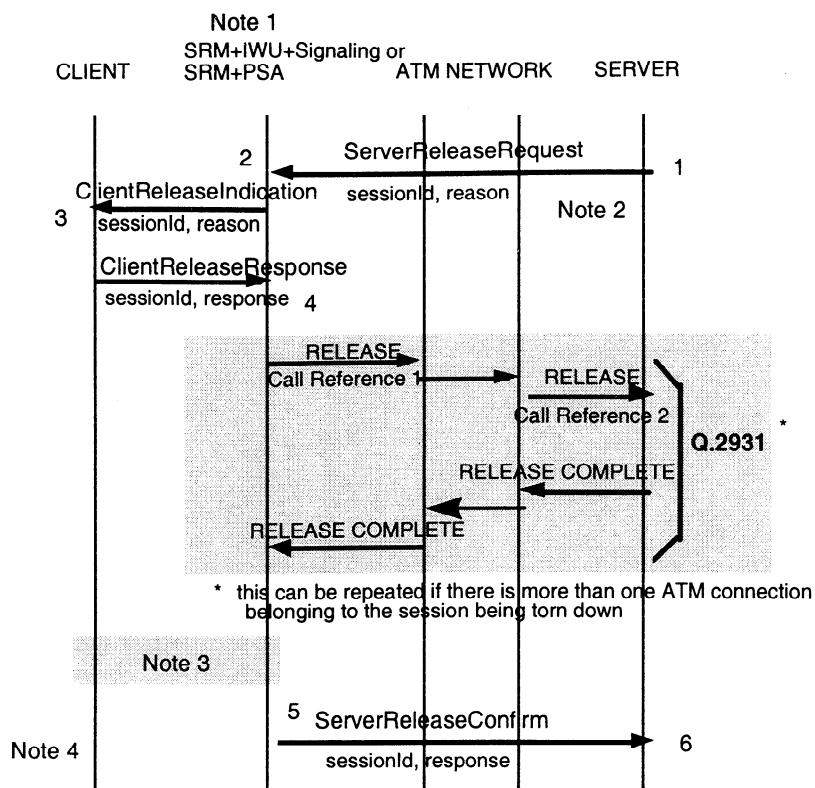 Note 1
SRM+IWU+Signaling or
CLIENT SRM+PSA ATM NETWORK SERVER
2 ServerReleaseRequest 1
ClientReleaseIndication sessionId, reason
3 sessionId, reason Note 2
ClientReleaseResponse
sessionId, response 4
RELEASE
Call Reference 1 RELEASE
Call Reference 2 *
Q.2931
RELEASE COMPLETE
RELEASE COMPLETE
* this can be repeated if there is more than one ATM connection
belonging to the session being torn down
Note 3
5 ServerReleaseConfirm 6
Note 4 sessionId, response